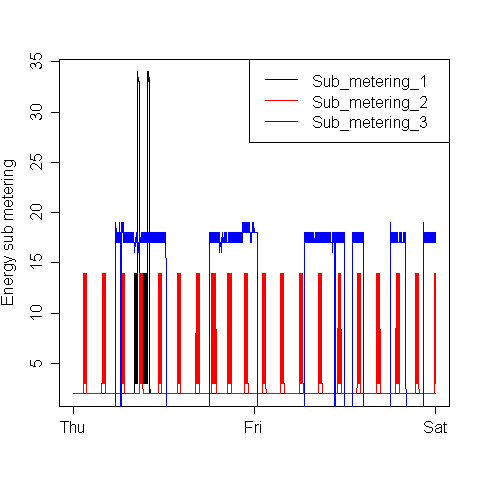 Energy sub metering
35
30
25
20
15
10
5
Sub_metering_1
Sub_metering_2
Sub_metering_3
Thu Fri Sat